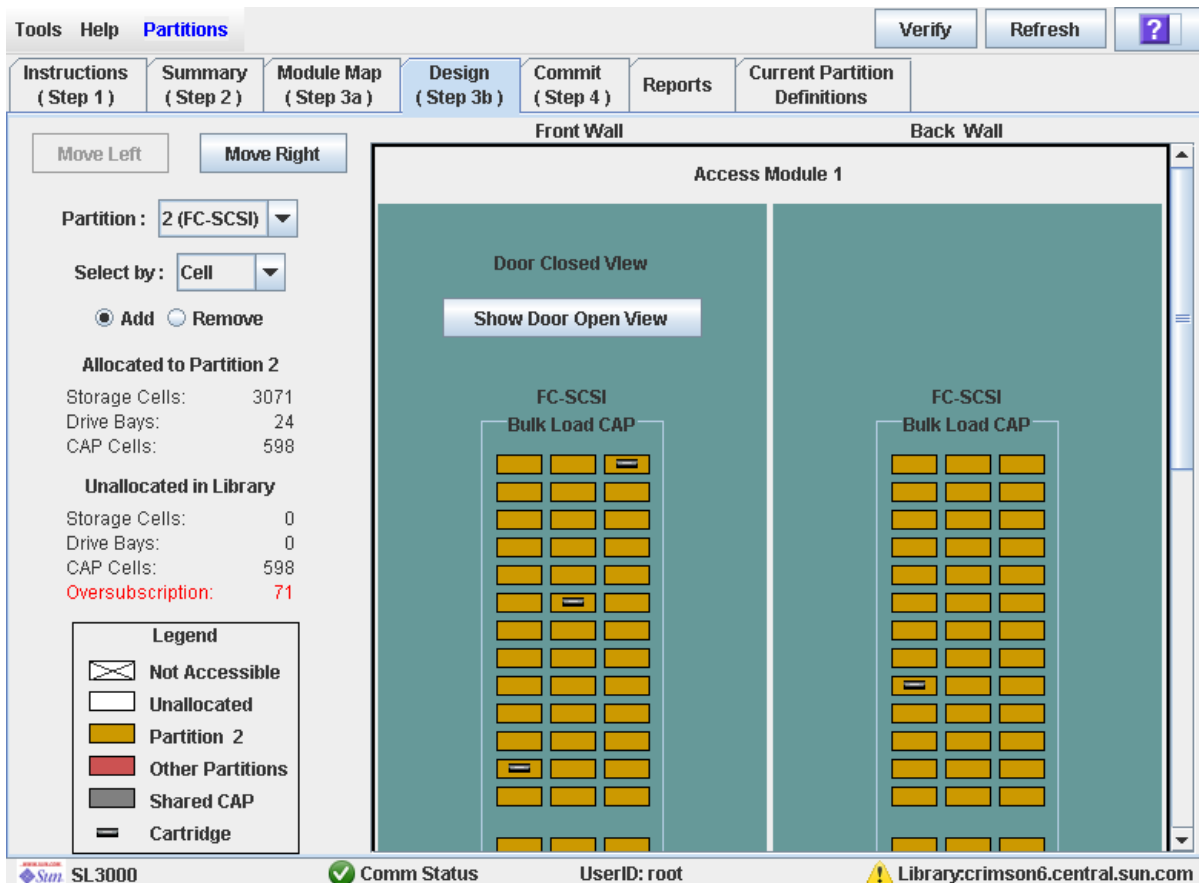 Tools Help Partitions
Verify Refresh ?
Instructions ( Step 1 )
Summary ( Step 2 )
Module Map ( Step 3a )
Design ( Step 3b )
Commit ( Step 4 )
Reports
Current Partition Definitions
Move Left Move Right
Partition : 2 (FC-SCSI)
Select by : Cell
Add Remove
Allocated to Partition 2
Storage Cells: 3071
Drive Bays: 24
CAP Cells: 598
Unallocated in Library
Storage Cells: 0
Drive Bays: 0
CAP Cells: 598
Oversubscription: 71
Legend
Not Accessible
Unallocated
Partition 2
Other Partitions
Shared CAP
Cartridge
Front Wall Back Wall
Access Module 1
Door Closed View
Show Door Open View
FC-SCSI
Bulk Load CAP
FC-SCSI
Bulk Load CAP
Sun SL3000 Comm Status UserID: root Library:crimson6.central.sun.com